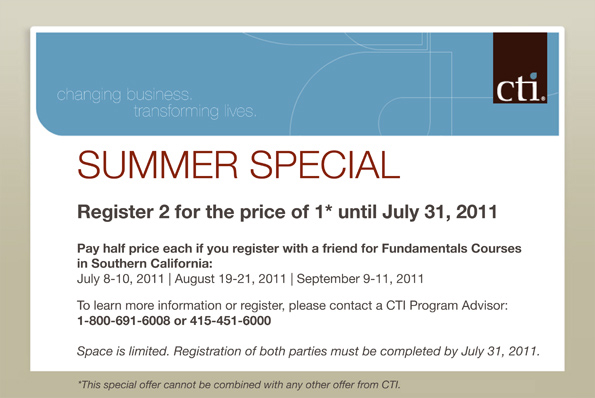 changing business.
transforming lives.
cti®
SUMMER SPECIAL
Register 2 for the price of 1* until July 31, 2011
Pay half price each if you register with a friend for Fundamentals Courses
in Southern California:
July 8-10, 2011 | August 19-21, 2011 | September 9-11, 2011
To learn more information or register, please contact a CTI Program Advisor:
1-800-691-6008 or 415-451-6000
Space is limited. Registration of both parties must be completed by July 31, 2011.
*This special offer cannot be combined with any other offer from CTI.